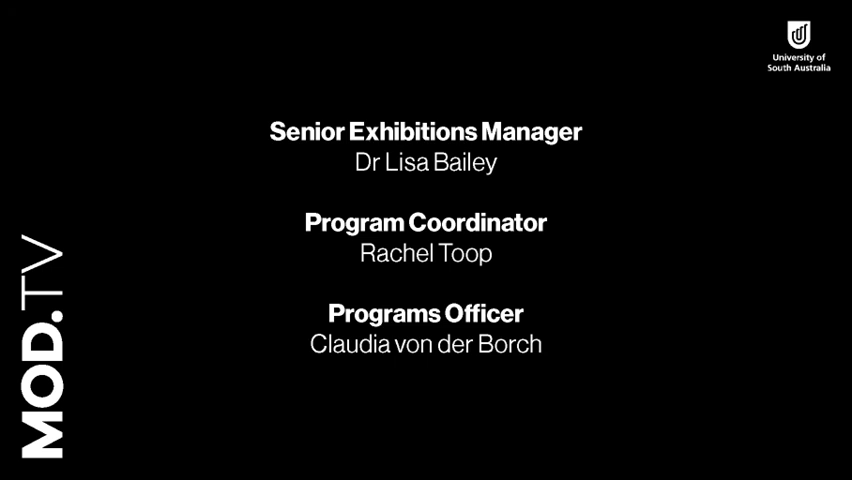 University of
South Australia
Senior Exhibitions Manager
Dr Lisa Bailey
Program Coordinator
Rachel Toop
Programs Officer
Claudia von der Borch
MOD.TV